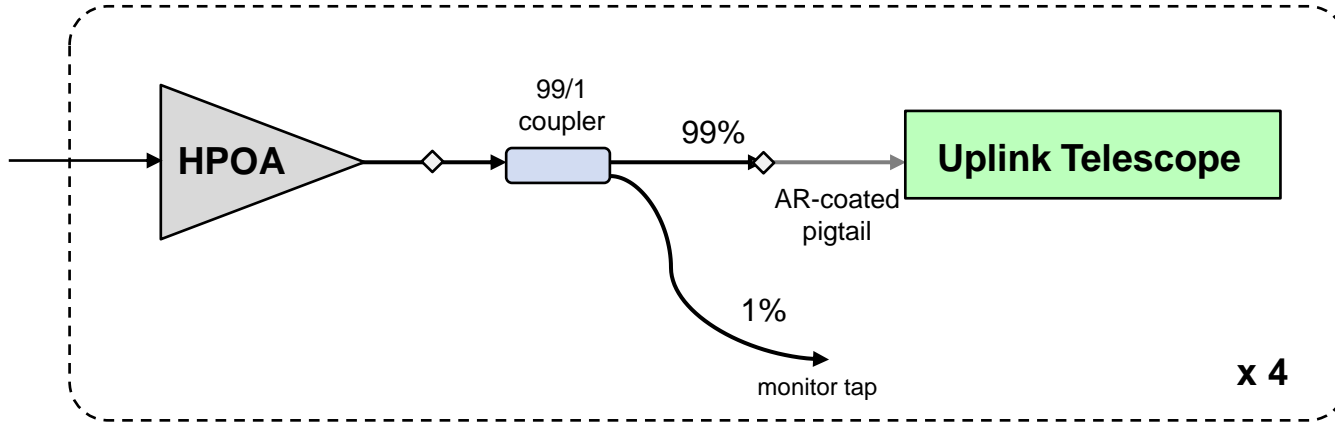 99/1
coupler
HPOA
99%
Uplink Telescope
AR-coated
pigtail
1%
monitor tap
x 4